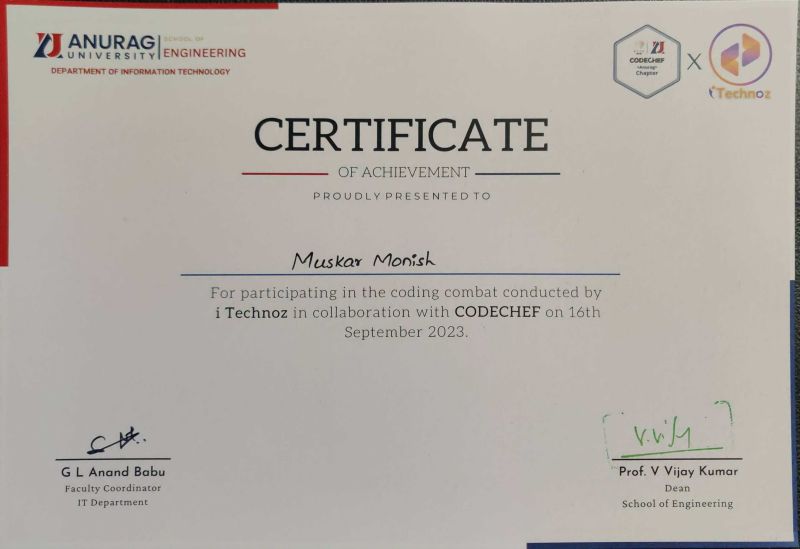 ANURAG
UNIVERSITY
SCHOOL OF
ENGINEERING
DEPARTMENT OF INFORMATION TECHNOLOGY
CODECHEF
<Anurag>
Chapter
X
i Technoz
CERTIFICATE
OF ACHIEVEMENT
PROUDLY PRESENTED TO
Muskar Monish
For participating in the coding combat conducted by
i Technoz in collaboration with CODECHEF on 16th
September 2023.
G L Anand Babu
Faculty Coordinator
IT Department
V.Vij
Prof. V Vijay Kumar
Dean
School of Engineering